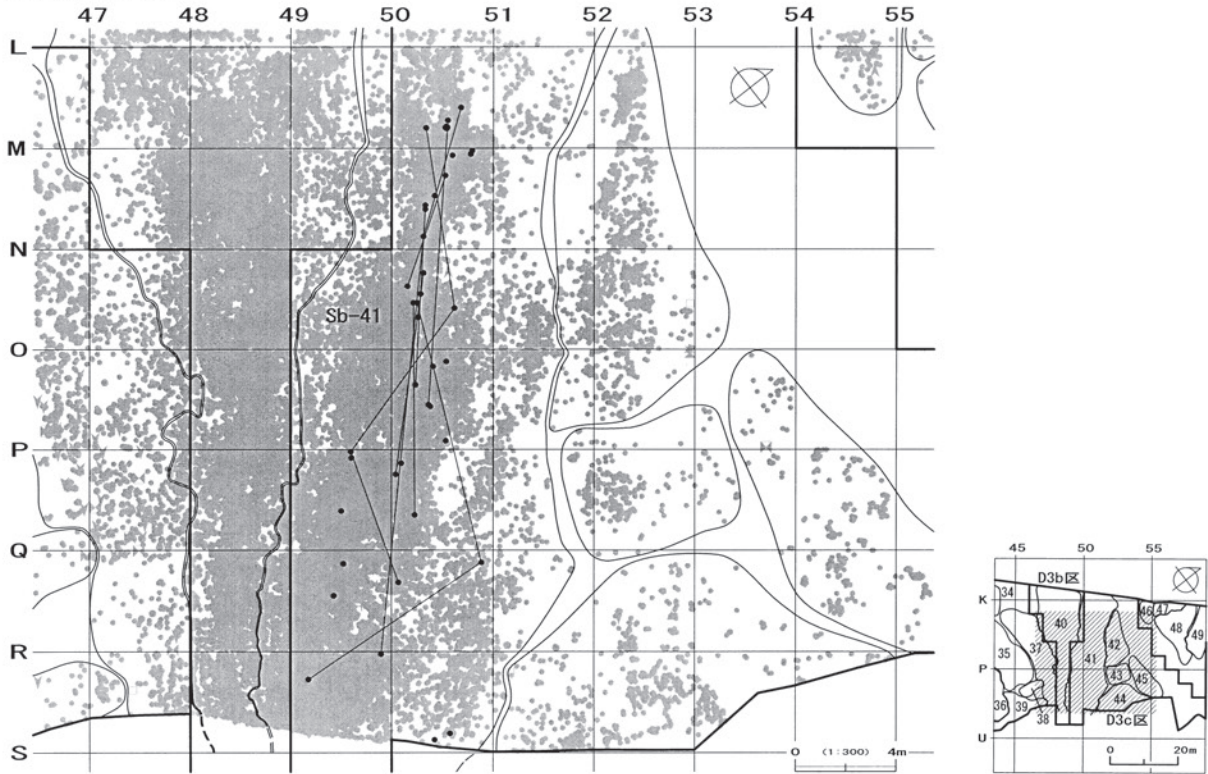 47 48 49 50 51 52 53 54 55
L
M
N
Sb-41
O
P
Q
R
S
0 (1:300) 4m
45 50 55
D3b区
K
34
46 47
40
48
49
35
37
41
42
P
43
45
36
39
44
38
D3c区
U
0 20m